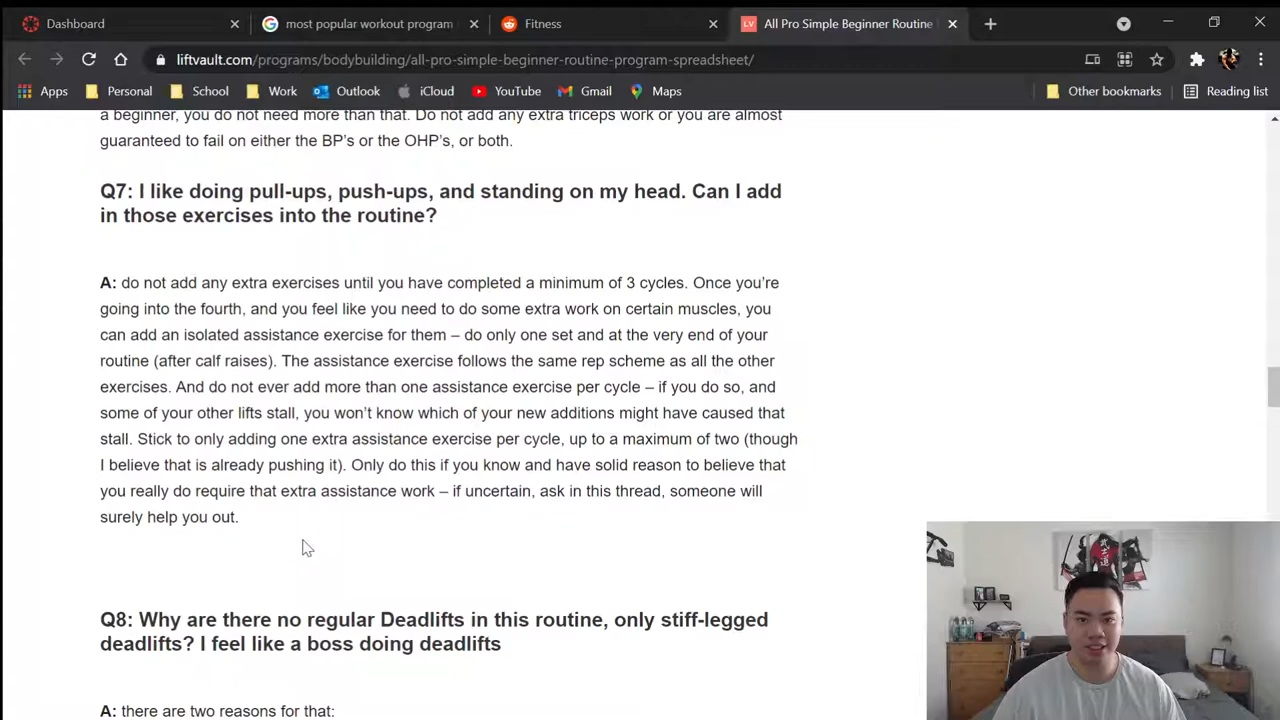 Dashboard
most popular workout program
Fitness
LV All Pro Simple Beginner Routine
liftvault.com/programs/bodybuilding/all-pro-simple-beginner-routine-program-spreadsheet/
Apps Personal School Work Outlook iCloud YouTube Gmail Maps Other bookmarks Reading list
a beginner, you do not need more than that. Do not add any extra triceps work or you are almost
guaranteed to fail on either the BP's or the OHP's, or both.
Q7: I like doing pull-ups, push-ups, and standing on my head. Can I add
in those exercises into the routine?
A: do not add any extra exercises until you have completed a minimum of 3 cycles. Once you're
going into the fourth, and you feel like you need to do some extra work on certain muscles, you
can add an isolated assistance exercise for them – do only one set and at the very end of your
routine (after calf raises). The assistance exercise follows the same rep scheme as all the other
exercises. And do not ever add more than one assistance exercise per cycle – if you do so, and
some of your other lifts stall, you won't know which of your new additions might have caused that
stall. Stick to only adding one extra assistance exercise per cycle, up to a maximum of two (though
I believe that is already pushing it). Only do this if you know and have solid reason to believe that
you really do require that extra assistance work – if uncertain, ask in this thread, someone will
surely help you out.
Q8: Why are there no regular Deadlifts in this routine, only stiff-legged
deadlifts? I feel like a boss doing deadlifts
A: there are two reasons for that: